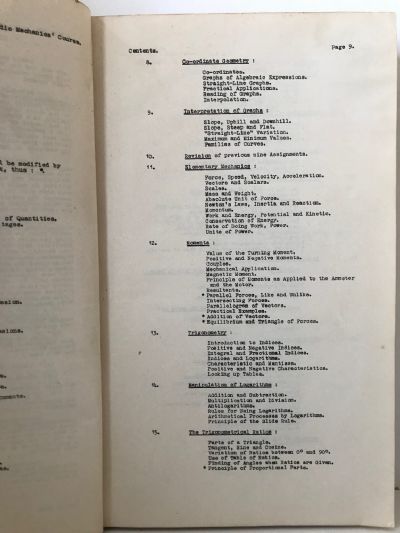 dio Mechanics' Course.
l be modified by
, thus : *.
of Quantities.
tages.
sion.
nsions.
Contents.
Page 9.
8. Co-ordinate Geometry :
Co-ordinates.
Graphs of Algebraic Expressions.
Straight-Line Graphs.
Practical Applications.
Reading of Graphs.
Interpolation.
9. Interpretation of Graphs :
Slope, Uphill and Downhill.
Slope, Steep and Flat.
"Straight-Line" Variation.
Maximum and Minimum Values.
Families of Curves.
10. Revision of previous nine Assignments.
11. Elementary Mechanics :
Force, Speed, Velocity, Acceleration.
Vectors and Scalars.
Scales.
Mass and Weight.
Absolute Unit of Force.
Newton's Laws, Inertia and Reaction.
Momentum.
Work and Energy, Potential and Kinetic.
Conservation of Energy.
Rate of Doing Work, Power.
Units of Power.
12. Moments :
Value of the Turning Moment.
Positive and Negative Moments.
Couples.
Mechanical Application.
Magnetic Moment.
Principle of Moments as Applied to the Ammeter
and the Motor.
Resultants.
* Parallel Forces, Like and Unlike.
Intersecting Forces.
Parallelogram of Vectors.
Practical Examples.
* Addition of Vectors.
* Equilibrium and Triangle of Forces.
13. Trigonometry :
Introduction to Indices.
Positive and Negative Indices.
Integral and Fractional Indices.
Indices and Logarithms.
Characteristic and Mantissa.
Positive and Negative Characteristics.
Looking up Tables.
14. Manipulation of Logarithms :
Addition and Subtraction.
Multiplication and Division.
Antilogarithms.
Rules for Using Logarithms.
Arithmetical Processes by Logarithms.
Principle of the Slide Rule.
15. The Trigonometrical Ratios :
Parts of a Triangle.
Tangent, Sine and Cosine.
Variation of Ratios between 0° and 90°.
Use of Table of Ratios.
Finding of Angles when Ratios are Given.
* Principle of Proportional Parts.